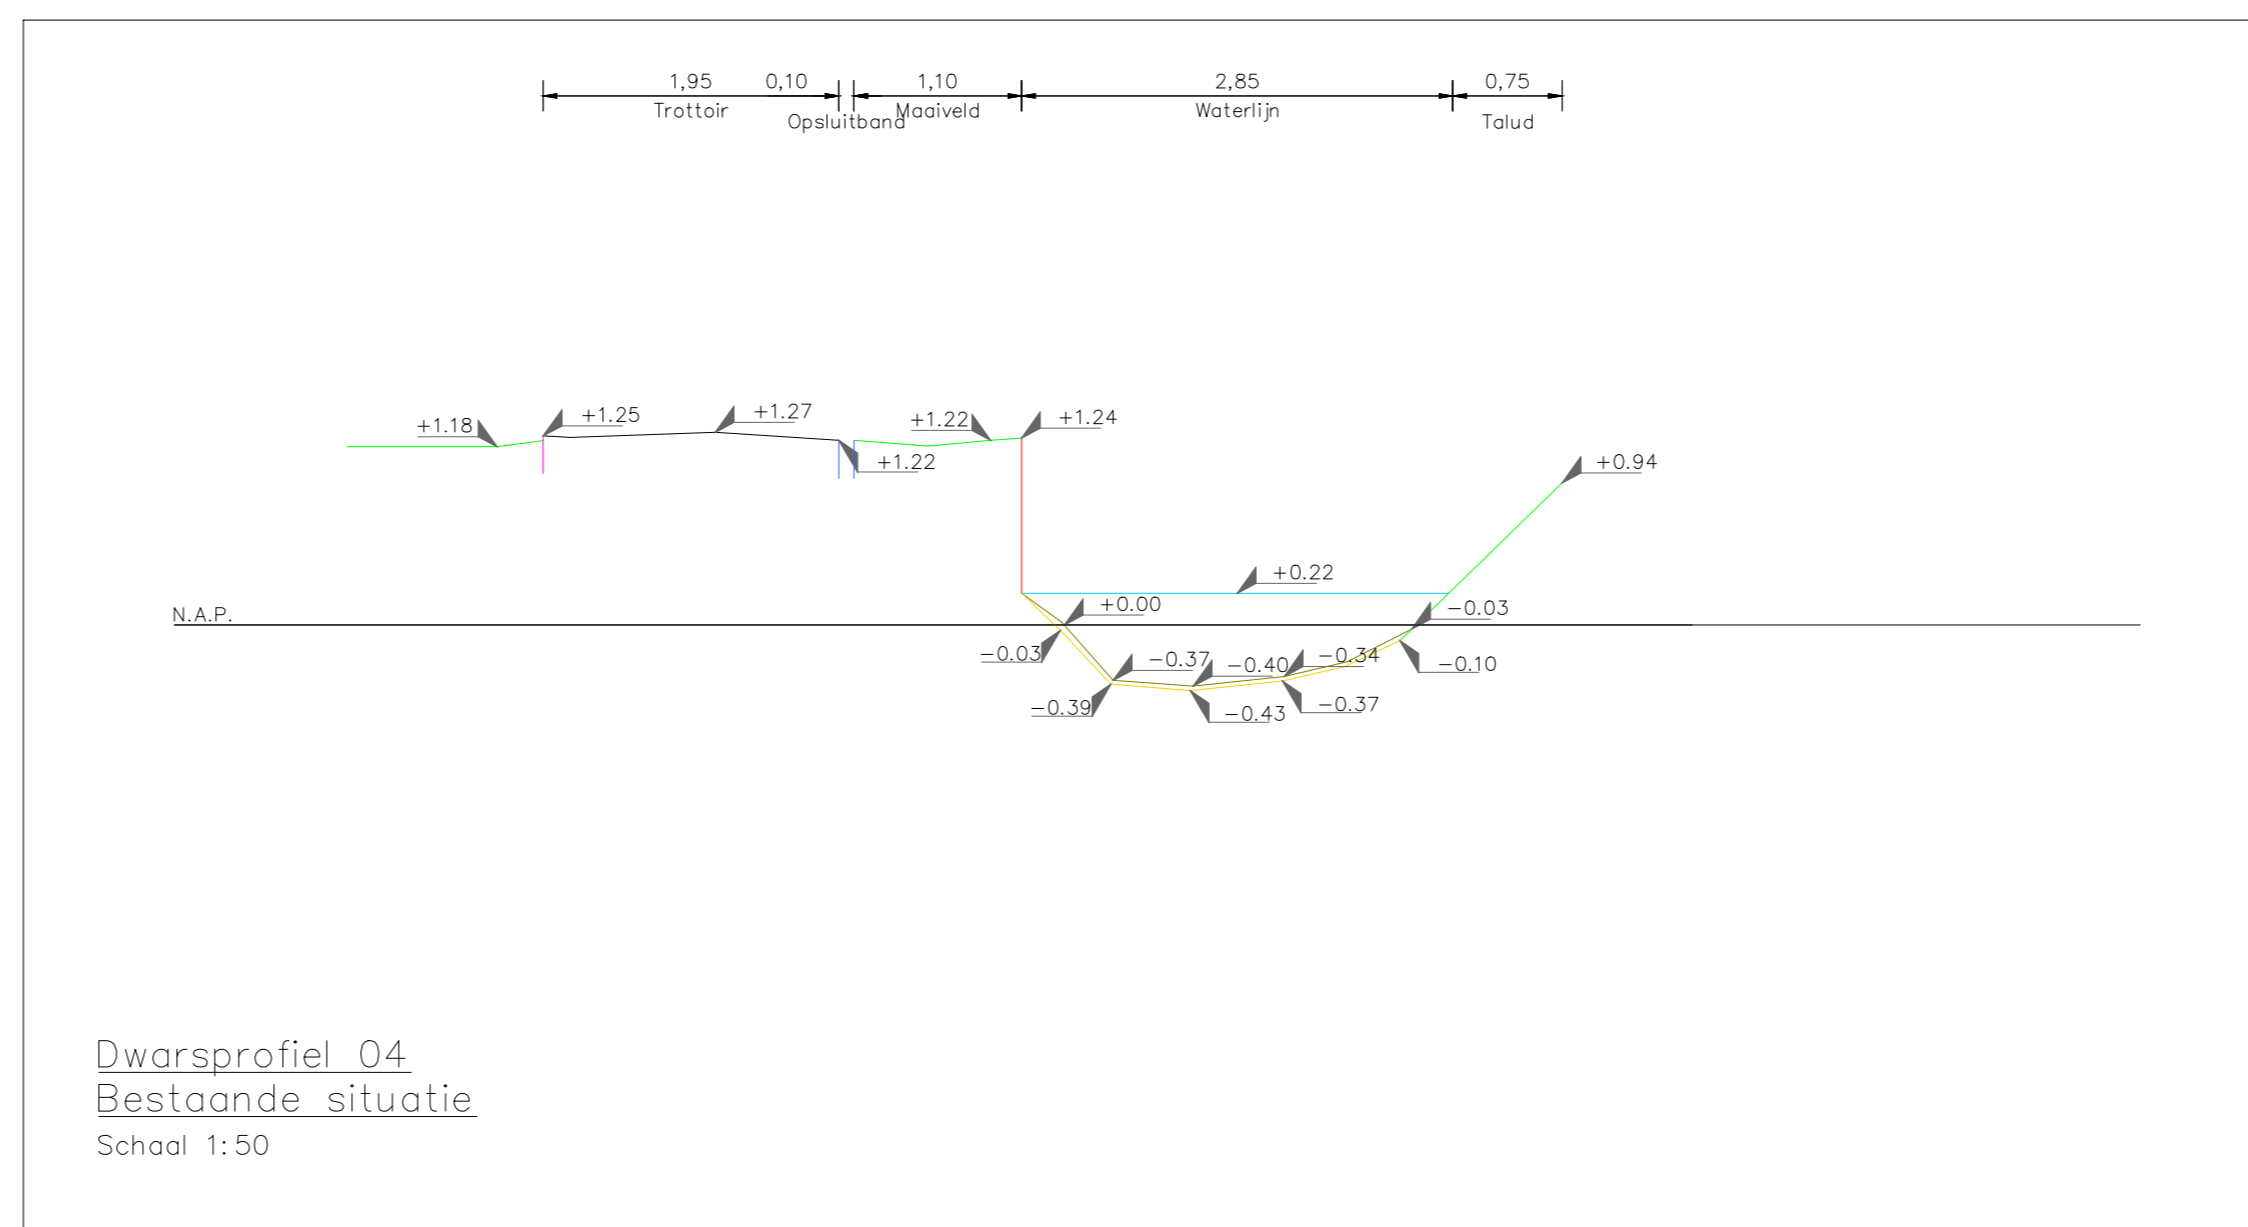 1,95 0,10 1,10 2,85 0,75
Trottoir Opsluitband Maaiveld Waterlijn Talud
+1.18 +1.25 +1.27 +1.22 +1.24
+1.22 +0.94
+0.22
N.A.P. +0.00 -0.03
-0.03 -0.37 -0.40 -0.34 -0.10
-0.39 -0.43 -0.37
Dwarsprofiel 04
Bestaande situatie
Schaal 1:50